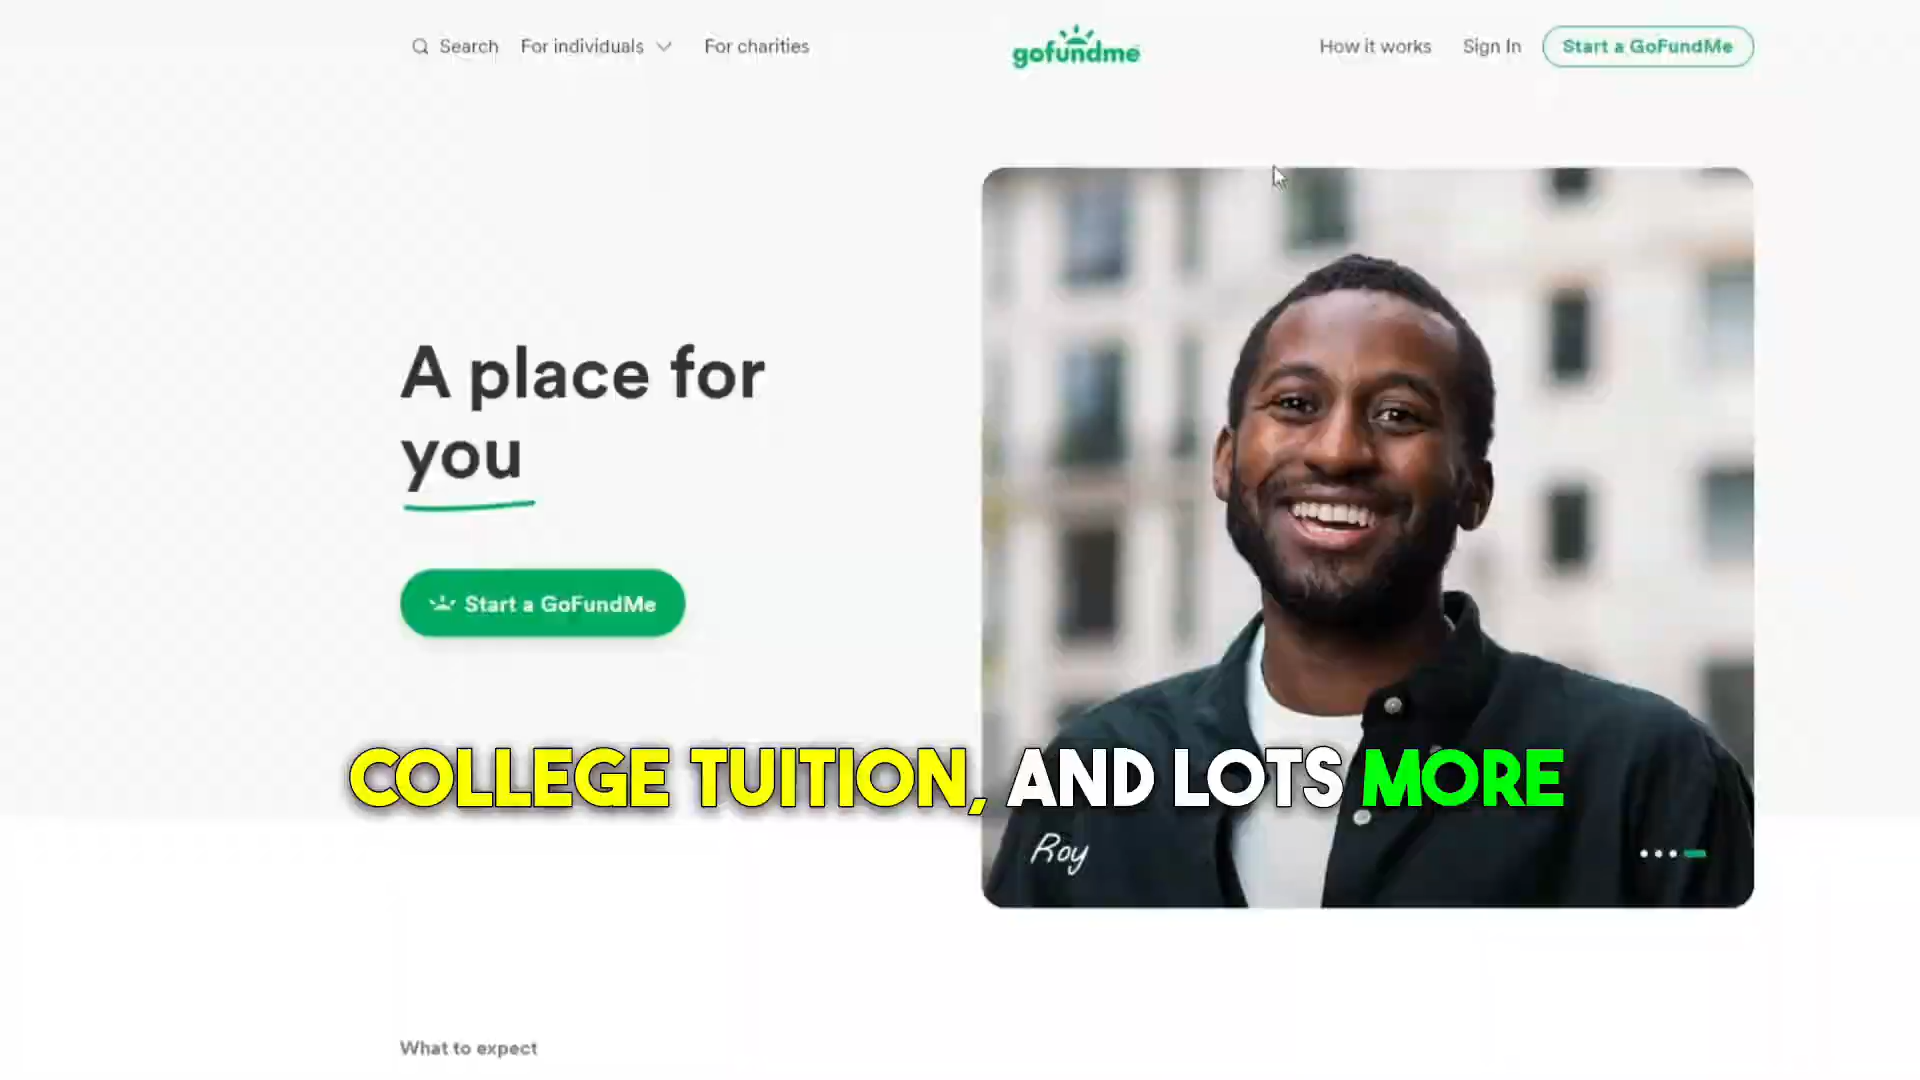 Search For individuals For charities gofundme How it works Sign In Start a GoFundMe
A place for
you
Start a GoFundMe
COLLEGE TUITION, AND LOTS MORE
Roy
What to expect